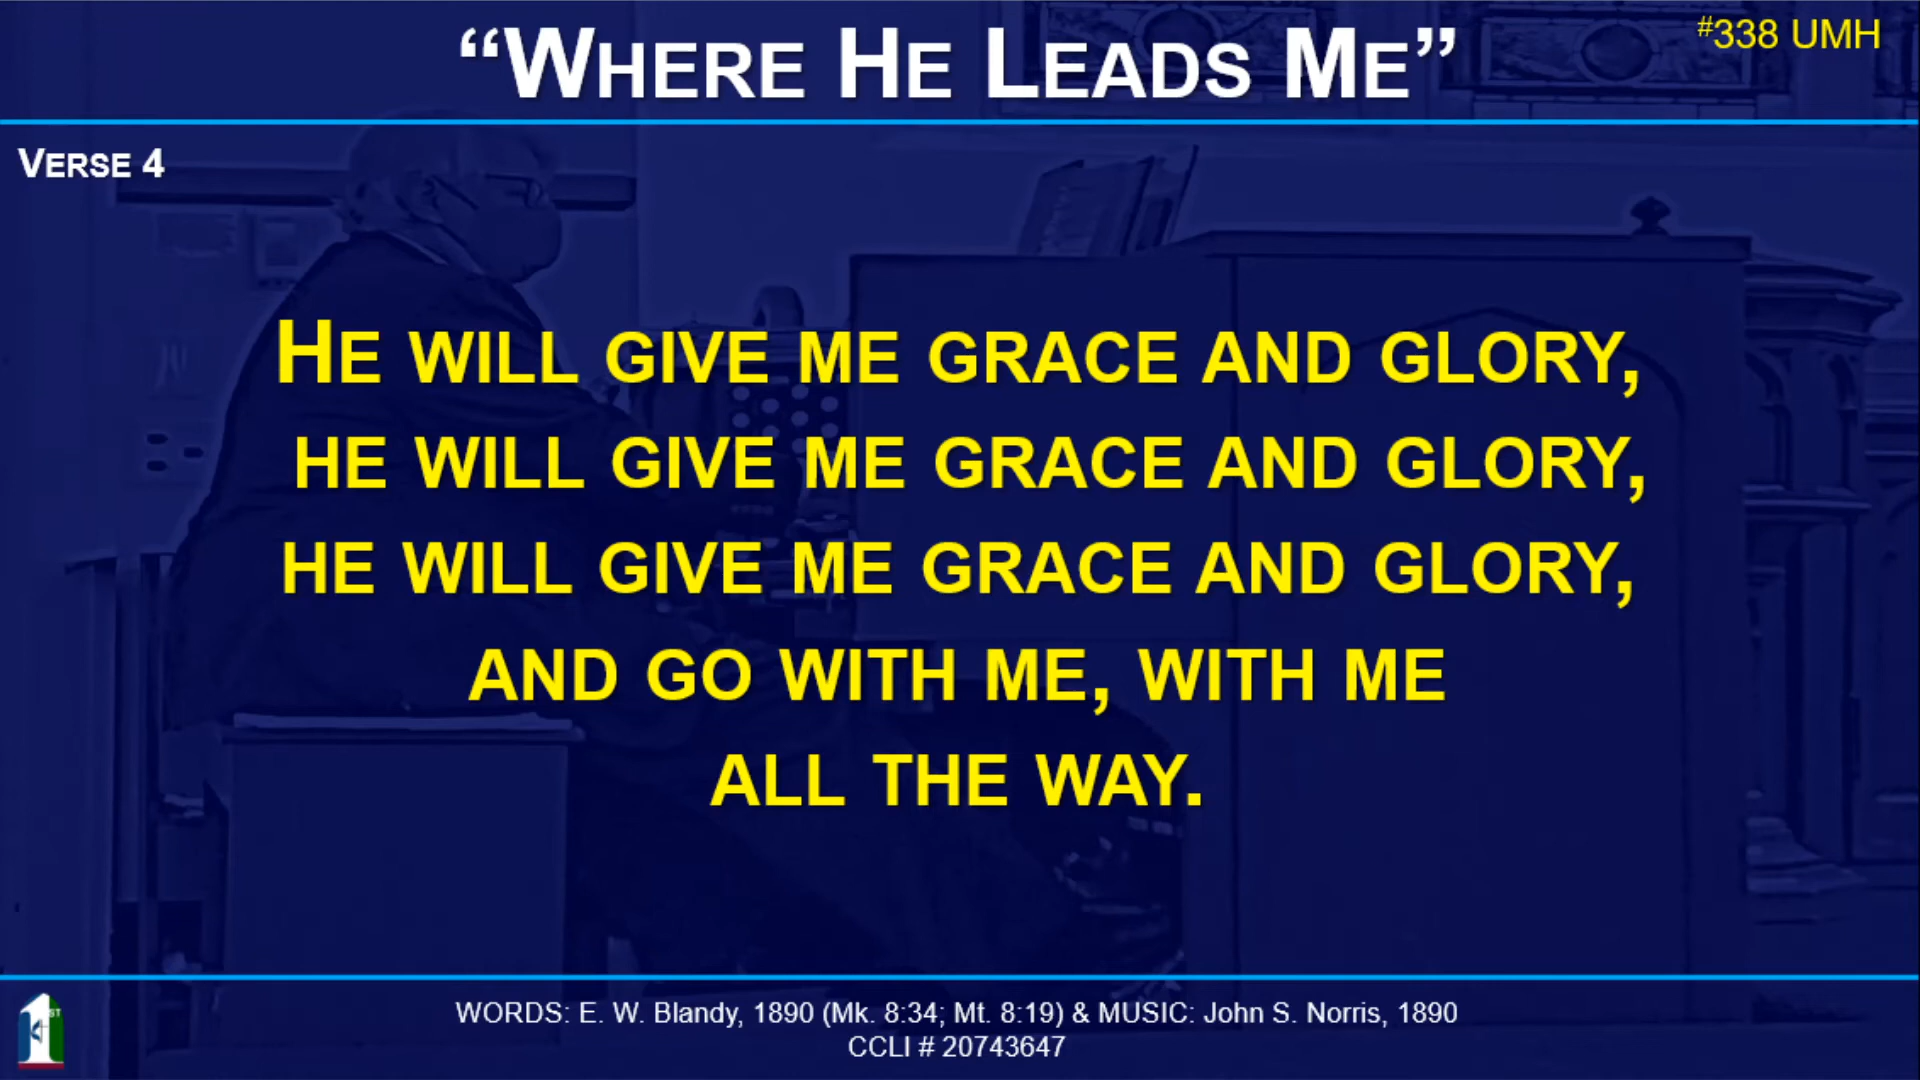 “WHERE HE LEADS ME”
#338 UMH
VERSE 4
HE WILL GIVE ME GRACE AND GLORY,
HE WILL GIVE ME GRACE AND GLORY,
HE WILL GIVE ME GRACE AND GLORY,
AND GO WITH ME, WITH ME
ALL THE WAY.
WORDS: E. W. Blandy, 1890 (Mk. 8:34; Mt. 8:19) & MUSIC: John S. Norris, 1890
CCLI # 20743647
1ST